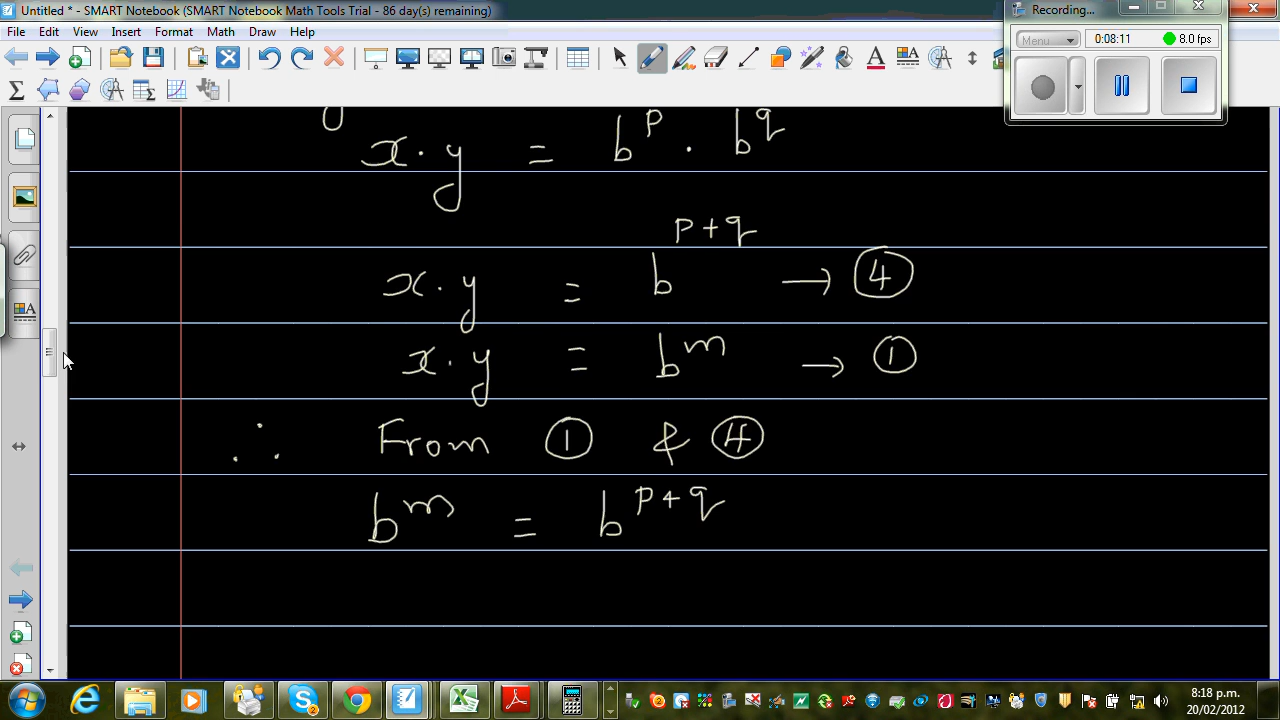 Untitled * - SMART Notebook (SMART Notebook Math Tools Trial - 86 day(s) remaining)
Recording...
File Edit View Insert Format Math Draw Help
Menu
0:08:11
8.0 fps
x · y = b^p · b^q
x · y = b^{p+q} → ④
x · y = b^m → ①
∴ From ① & ④
b^m = b^{p+q}
8:18 p.m.
20/02/2012